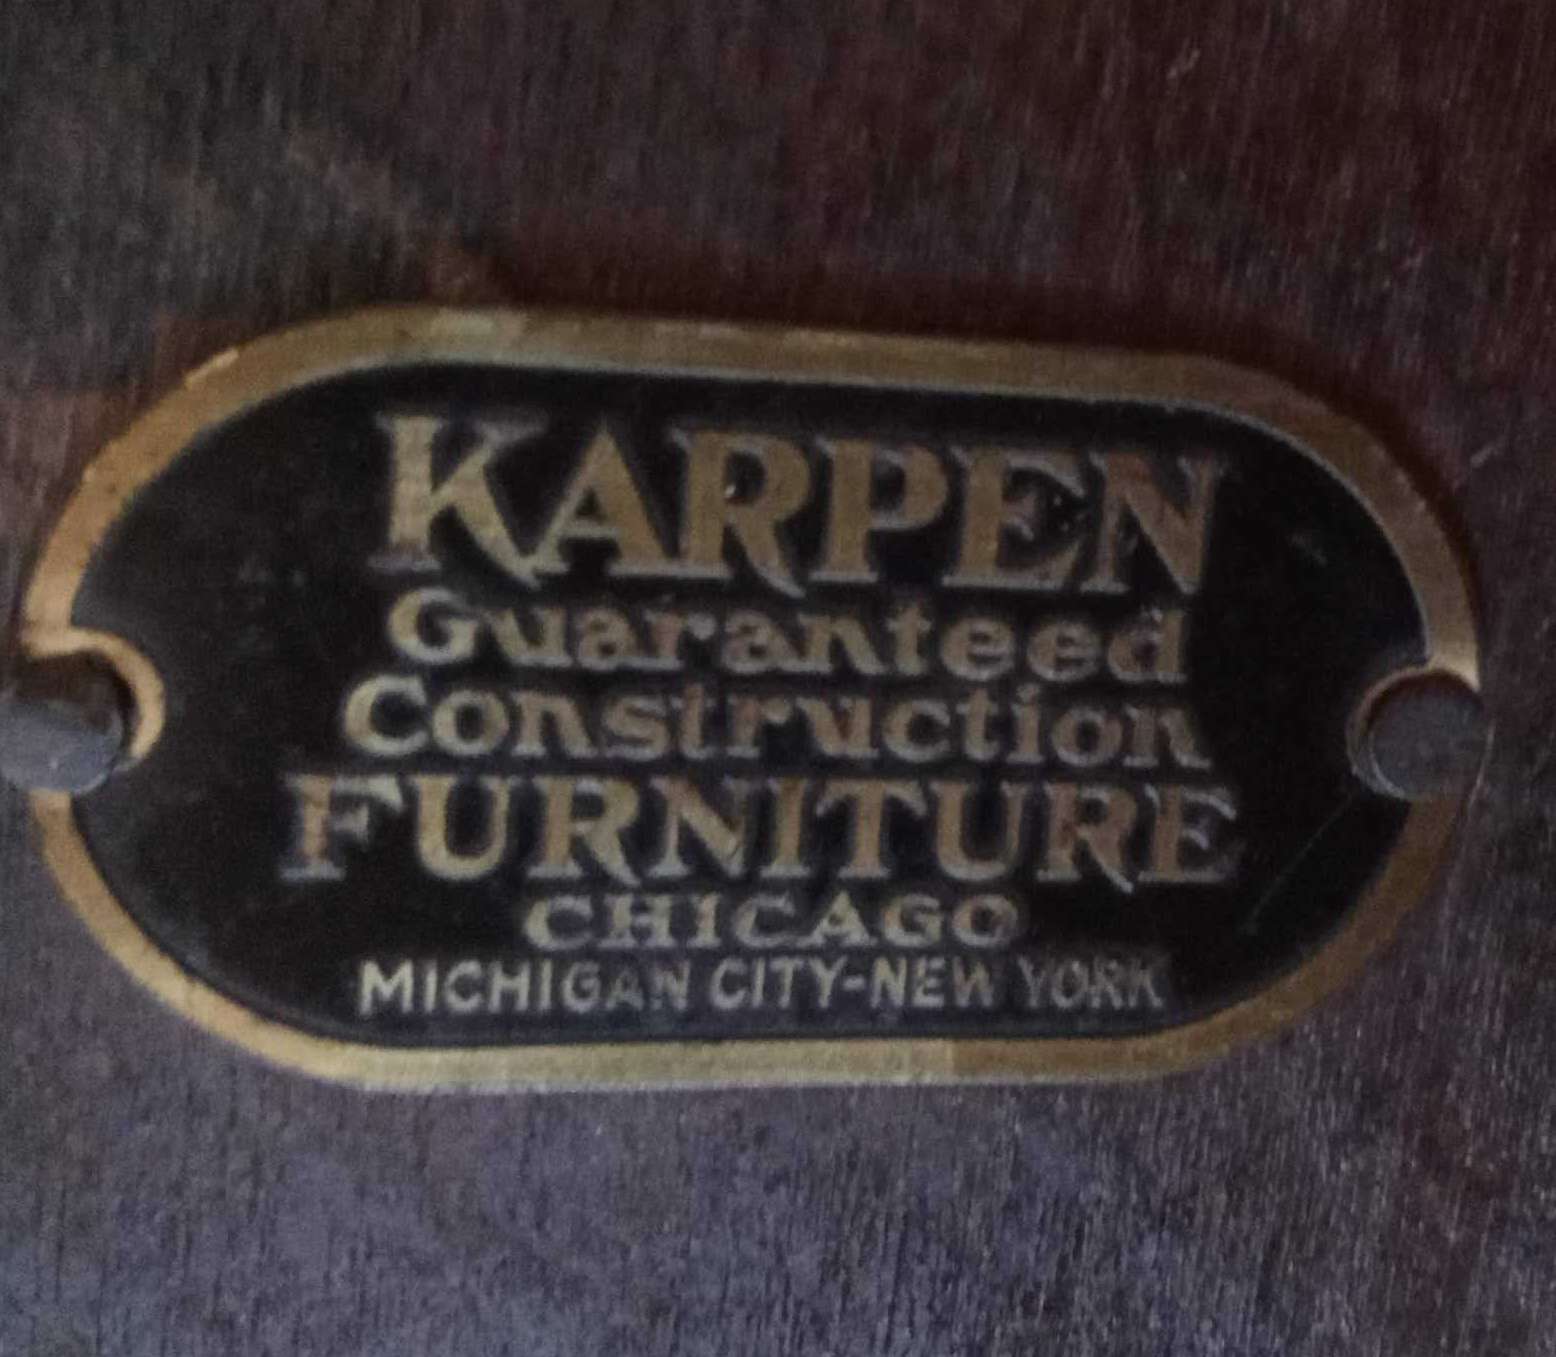 KARPEN
Guaranteed
Construction
FURNITURE
CHICAGO
MICHIGAN CITY-NEW YORK